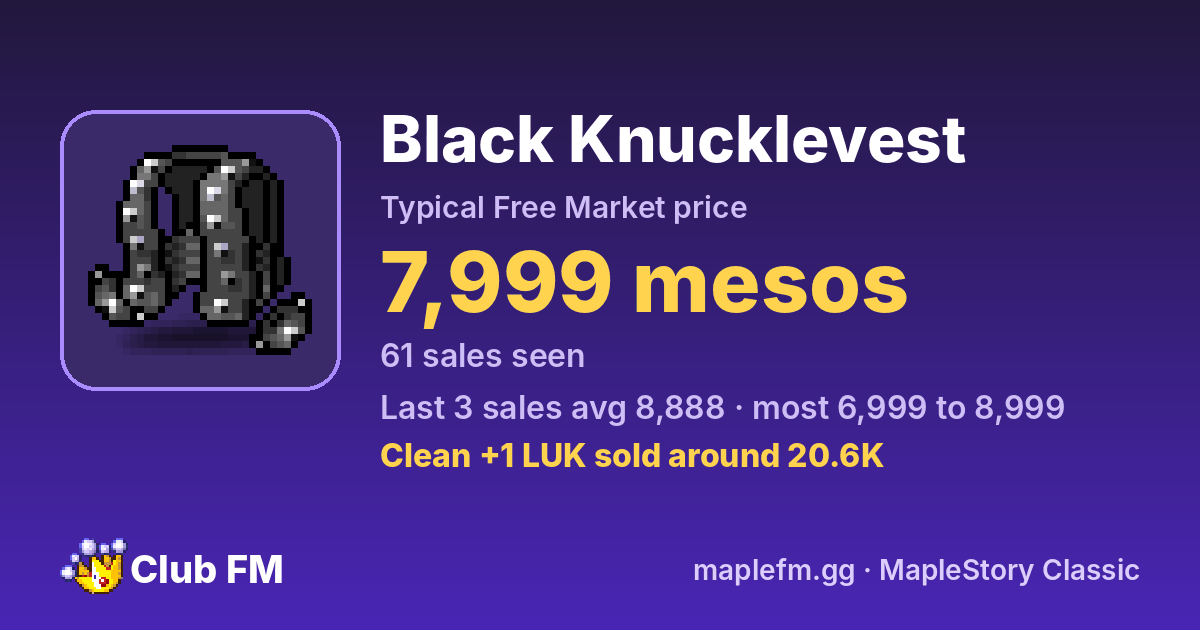 Black Knucklevest
Typical Free Market price
7,999 mesos
61 sales seen
Last 3 sales avg 8,888 · most 6,999 to 8,999
Clean +1 LUK sold around 20.6K
Club FM
maplefm.gg · MapleStory Classic